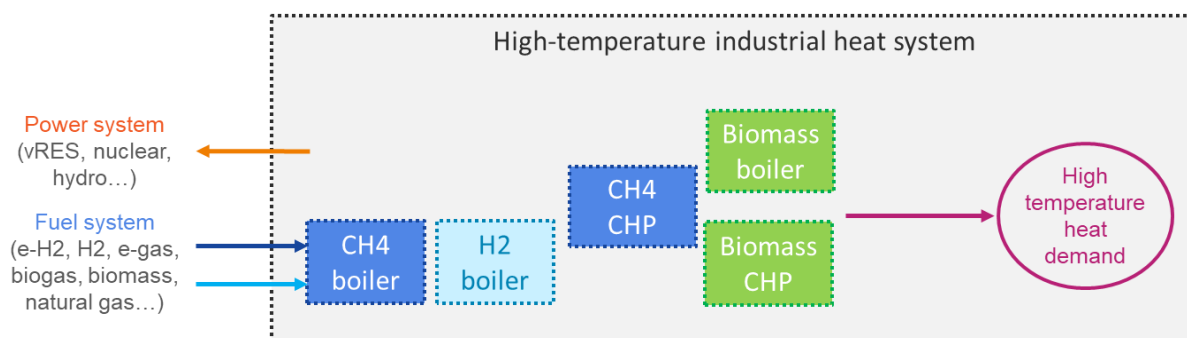 High-temperature industrial heat system
Power system
(vRES, nuclear,
hydro…)
Fuel system
(e-H2, H2, e-gas,
biogas, biomass,
natural gas…)
CH4
boiler
H2
boiler
CH4
CHP
Biomass
boiler
Biomass
CHP
High
temperature
heat
demand